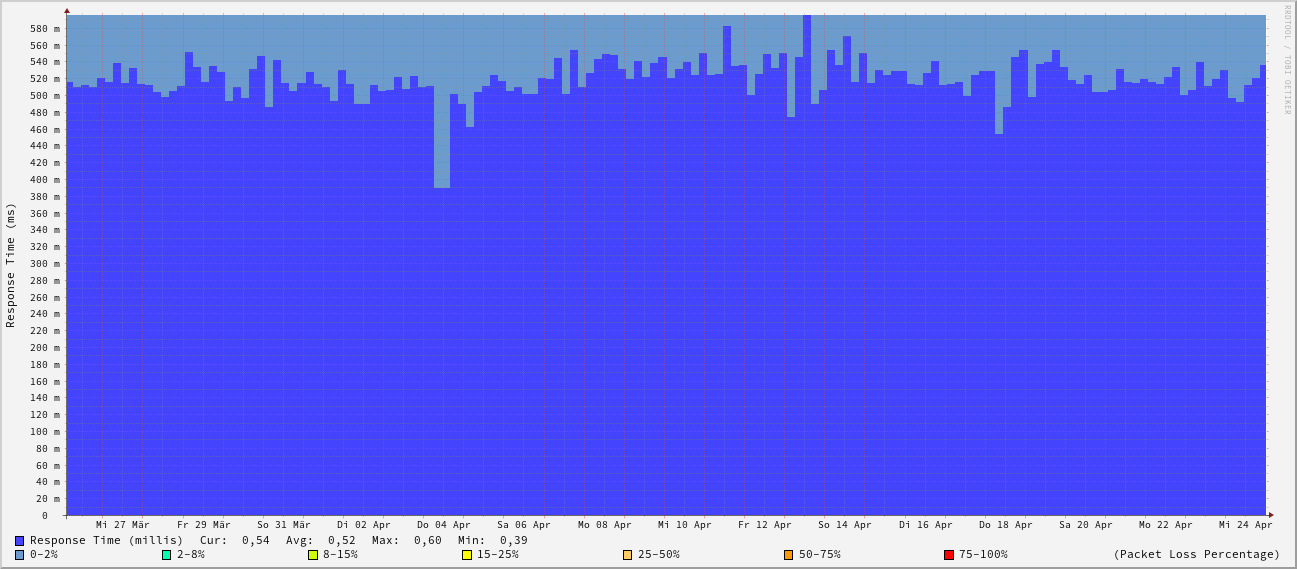 RRDTOOL / TOBI OETIKER
Response Time (ms)
580 m
560 m
540 m
520 m
500 m
480 m
460 m
440 m
420 m
400 m
380 m
360 m
340 m
320 m
300 m
280 m
260 m
240 m
220 m
200 m
180 m
160 m
140 m
120 m
100 m
80 m
60 m
40 m
20 m
0
Mi 27 Mär Fr 29 Mär So 31 Mär Di 02 Apr Do 04 Apr Sa 06 Apr Mo 08 Apr Mi 10 Apr Fr 12 Apr So 14 Apr Di 16 Apr Do 18 Apr Sa 20 Apr Mo 22 Apr Mi 24 Apr
Response Time (millis) Cur: 0,54 Avg: 0,52 Max: 0,60 Min: 0,39
0-2% 2-8% 8-15% 15-25% 25-50% 50-75% 75-100% (Packet Loss Percentage)